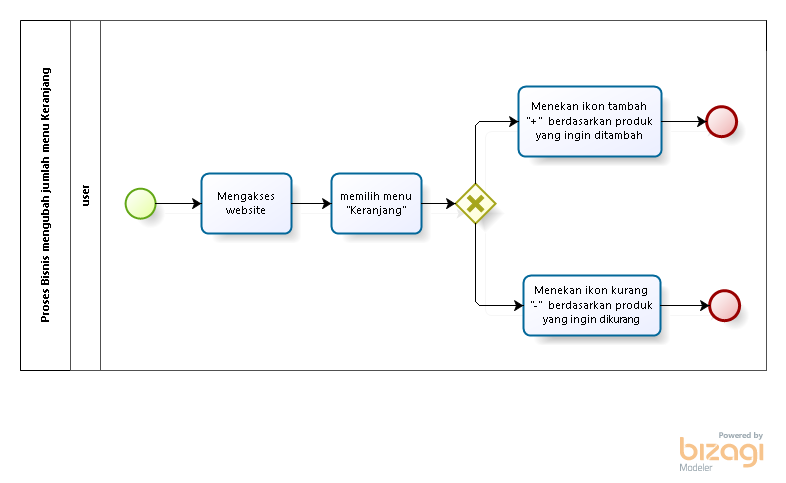 Proses Bisnis mengubah jumlah menu Keranjang
user
Mengakses
website
memilih menu
"Keranjang"
Menekan ikon tambah
"+" berdasarkan produk
yang ingin ditambah
Menekan ikon kurang
"-" berdasarkan produk
yang ingin dikurang
Powered by
bizagi
Modeler